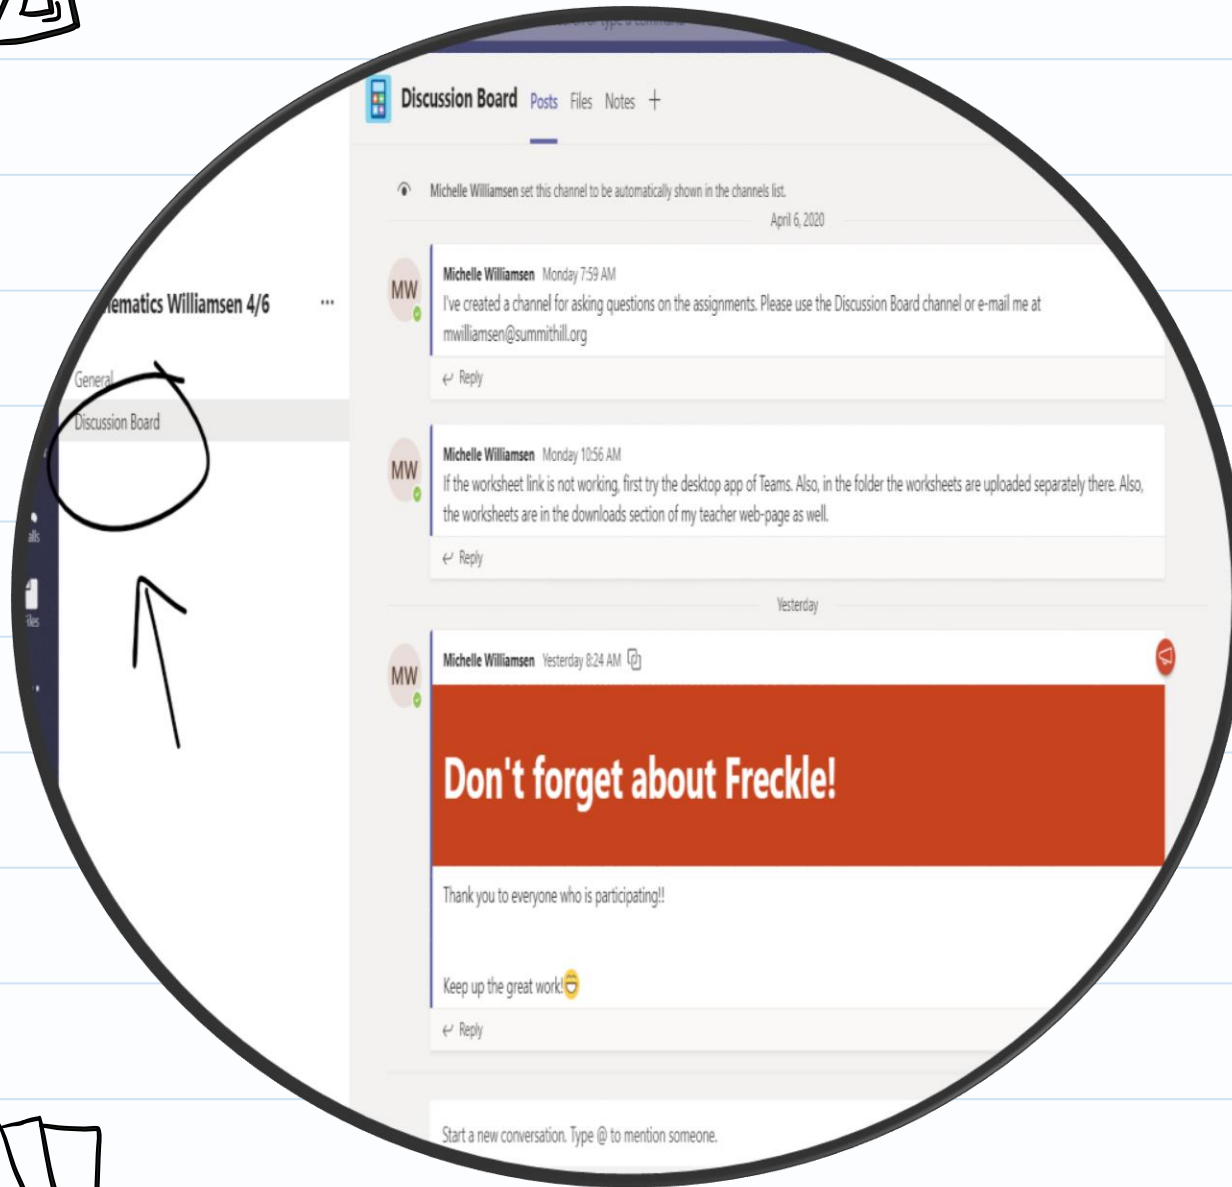 type a command
Discussion Board Posts Files Notes
Michelle Williamsen set this channel to be automatically shown in the channels list.
April 6, 2020
Michelle Williamsen Monday 7:59 AM
MW
I've created a channel for asking questions on the assignments. Please use the Discussion Board channel or e-mail me at
mwilliamsen@summithill.org
Reply
ematics Williamsen 4/6 ...
General
Discussion Board
Michelle Williamsen Monday 10:56 AM
MW
If the worksheet link is not working, first try the desktop app of Teams. Also, in the folder the worksheets are uploaded separately there. Also,
the worksheets are in the downloads section of my teacher web-page as well.
Reply
alls
iles
Yesterday
Michelle Williamsen Yesterday 8:24 AM
MW
Don't forget about Freckle!
Thank you to everyone who is participating!!
Keep up the great work!😁
Reply
Start a new conversation. Type @ to mention someone.